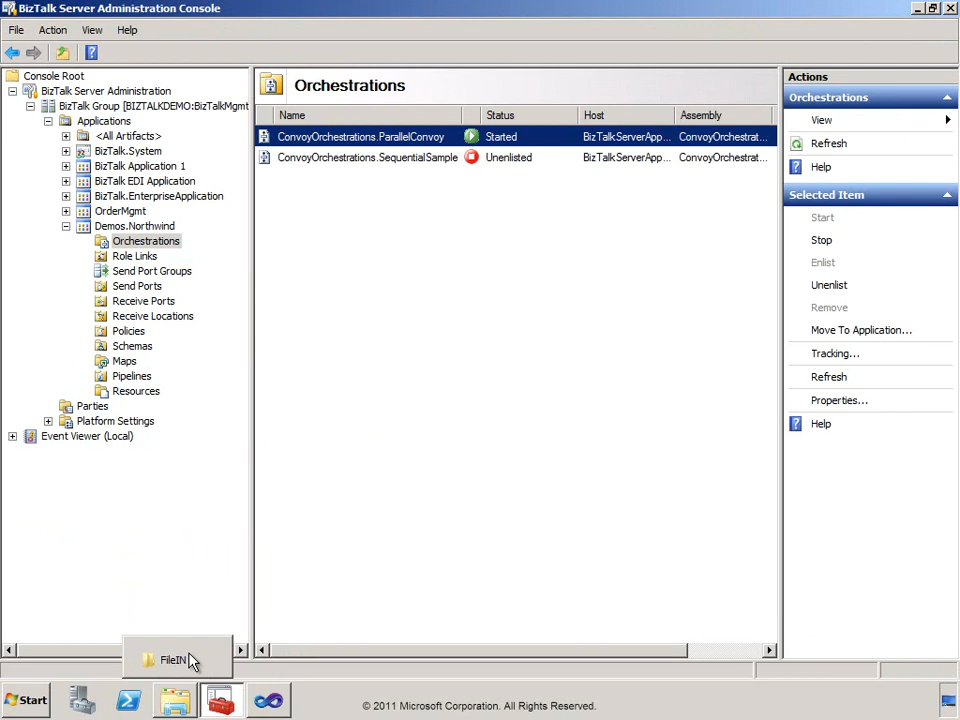 BizTalk Server Administration Console
File Action View Help
Console Root
BizTalk Server Administration
BizTalk Group [BIZTALKDEMO:BizTalkMgmt
Applications
<All Artifacts>
BizTalk.System
BizTalk Application 1
BizTalk EDI Application
BizTalk.EnterpriseApplication
OrderMgmt
Demos.Northwind
Orchestrations
Role Links
Send Port Groups
Send Ports
Receive Ports
Receive Locations
Policies
Schemas
Maps
Pipelines
Resources
Parties
Platform Settings
Event Viewer (Local)
Orchestrations
Name Status Host Assembly
ConvoyOrchestrations.ParallelConvoy Started BizTalkServerApp... ConvoyOrchestrat...
ConvoyOrchestrations.SequentialSample Unenlisted BizTalkServerApp... ConvoyOrchestrat...
Actions
Orchestrations
View
Refresh
Help
Selected Item
Start
Stop
Enlist
Unenlist
Remove
Move To Application...
Tracking...
Refresh
Properties...
Help
FileIN
Start
© 2011 Microsoft Corporation. All Rights Reserved.